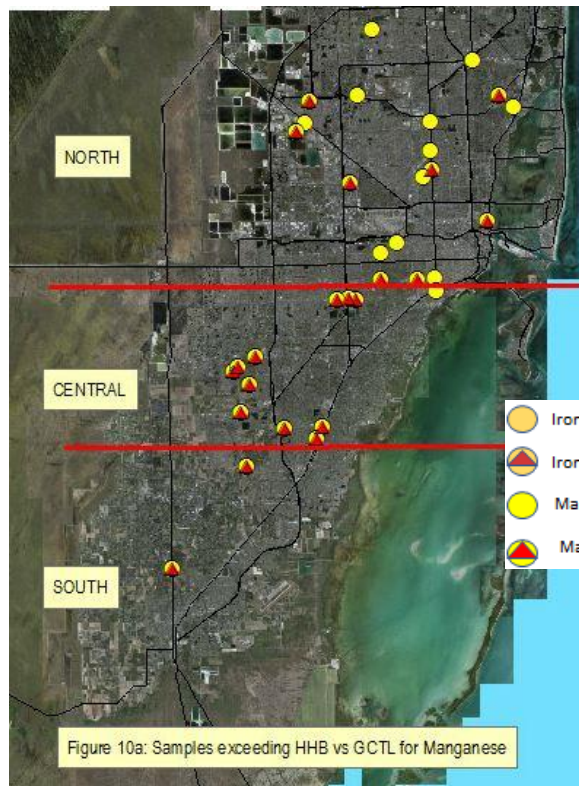 NORTH
CENTRAL
Iron
Iron
Ma
Ma
SOUTH
Figure 10a: Samples exceeding HHB vs GCTL for Manganese